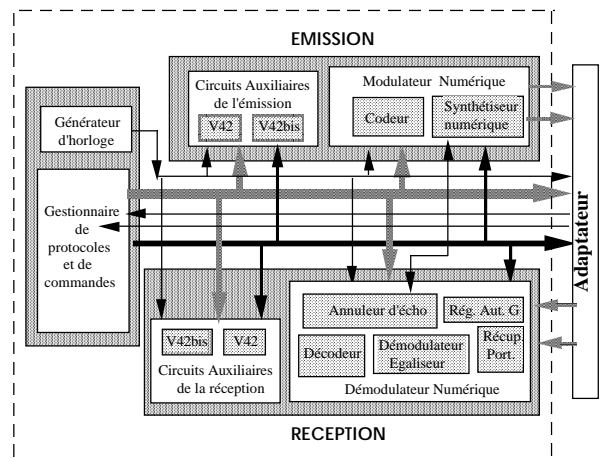 EMISSION
Circuits Auxiliaires
de l'émission
V42
V42bis
Modulateur Numérique
Codeur
Synthétiseur
numérique
Générateur
d'horloge
Gestionnaire
de
protocoles
et de
commandes
Adaptateur
V42bis
V42
Circuits Auxiliaires
de la réception
Annuleur d'écho
Rég. Aut. G
Décodeur
Démodulateur
Egaliseur
Récup.
Port.
Démodulateur Numérique
RECEPTION